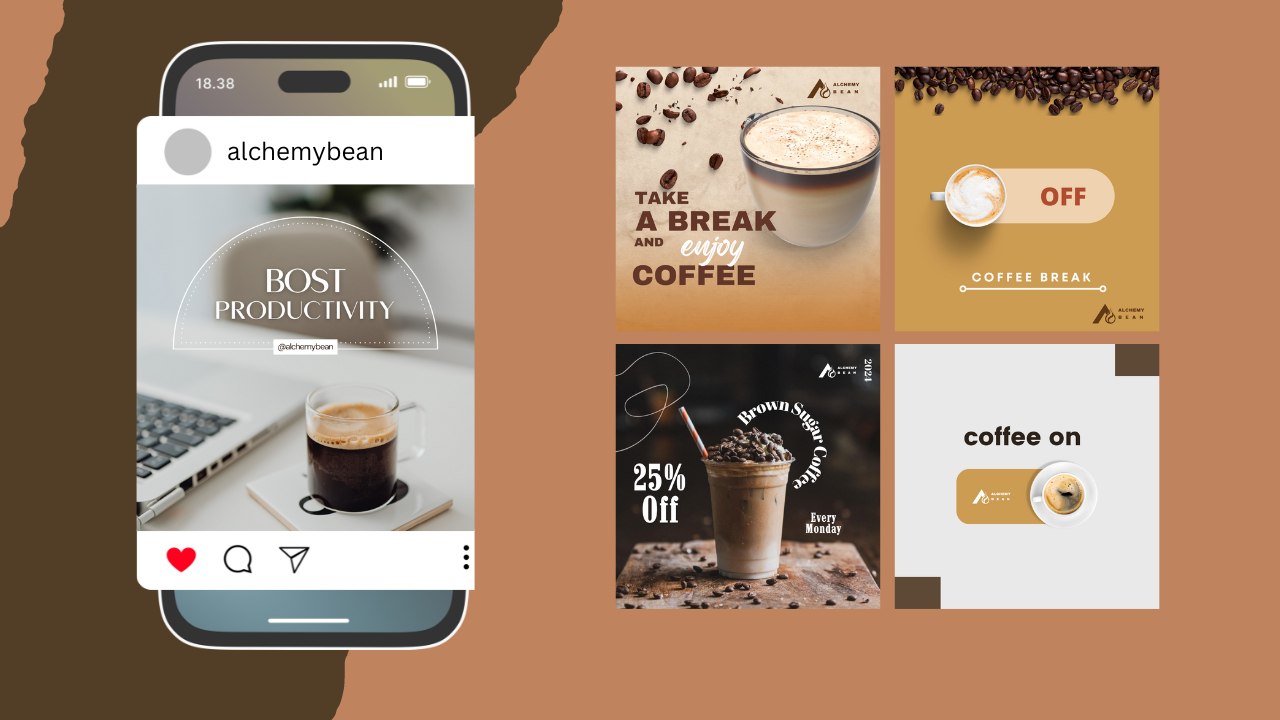 18.38
alchemybean
BOST
PRODUCTIVITY
@alchemybean
ALCHEMY
BEAN
TAKE
A BREAK
AND enjoy
COFFEE
OFF
COFFEE BREAK
ALCHEMY
BEAN
ALCHEMY
BEAN
2024
Brown Sugar Coffee
25%
Off
Every
Monday
coffee on
ALCHEMY
BEAN